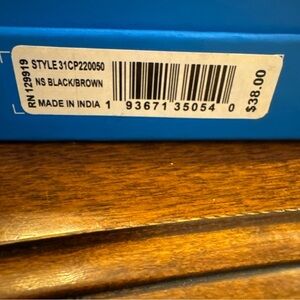 RN 129919
STYLE 31CP220050
NS BLACK/BROWN
MADE IN INDIA
1 93671 35054 0
$38.00